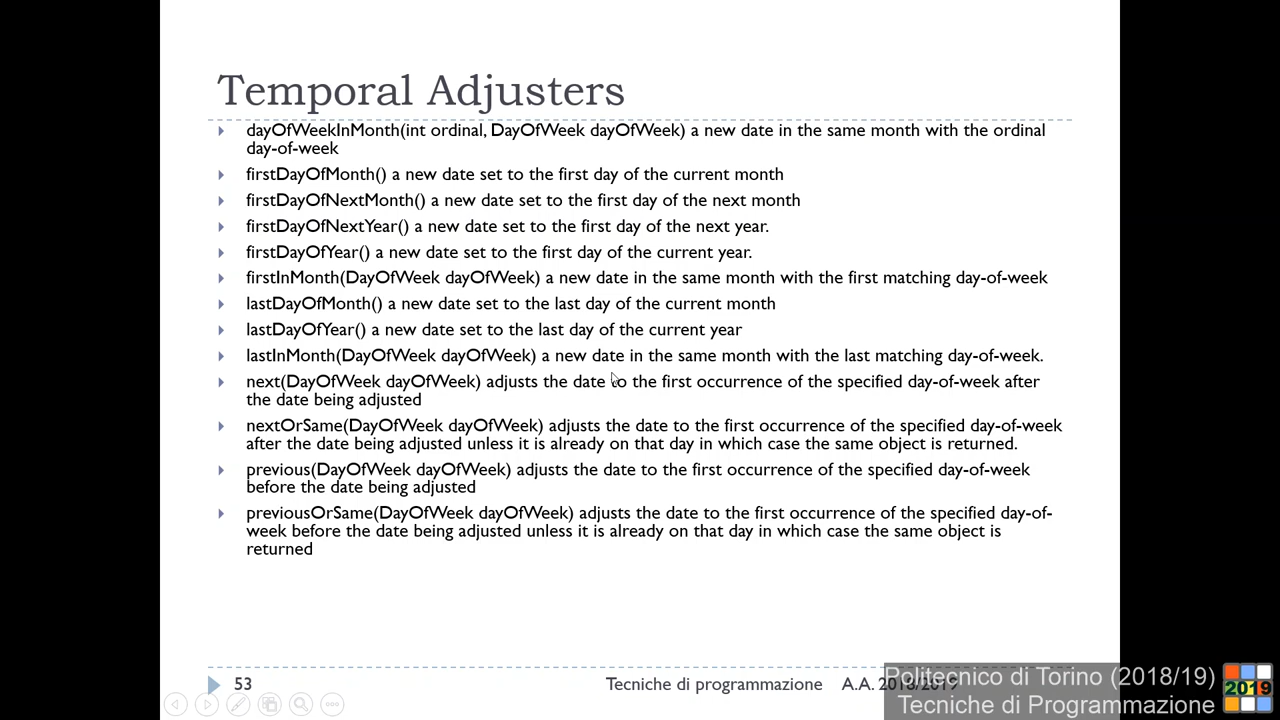 Temporal Adjusters
dayOfWeekInMonth(int ordinal, DayOfWeek dayOfWeek) a new date in the same month with the ordinal
day-of-week
firstDayOfMonth() a new date set to the first day of the current month
firstDayOfNextMonth() a new date set to the first day of the next month
firstDayOfNextYear() a new date set to the first day of the next year.
firstDayOfYear() a new date set to the first day of the current year.
firstInMonth(DayOfWeek dayOfWeek) a new date in the same month with the first matching day-of-week
lastDayOfMonth() a new date set to the last day of the current month
lastDayOfYear() a new date set to the last day of the current year
lastInMonth(DayOfWeek dayOfWeek) a new date in the same month with the last matching day-of-week.
next(DayOfWeek dayOfWeek) adjusts the date to the first occurrence of the specified day-of-week after
the date being adjusted
nextOrSame(DayOfWeek dayOfWeek) adjusts the date to the first occurrence of the specified day-of-week
after the date being adjusted unless it is already on that day in which case the same object is returned.
previous(DayOfWeek dayOfWeek) adjusts the date to the first occurrence of the specified day-of-week
before the date being adjusted
previousOrSame(DayOfWeek dayOfWeek) adjusts the date to the first occurrence of the specified day-of-
week before the date being adjusted unless it is already on that day in which case the same object is
returned
53
Tecniche di programmazione A.A. 2018/2019
Politecnico di Torino (2018/19)
Tecniche di Programmazione
2019